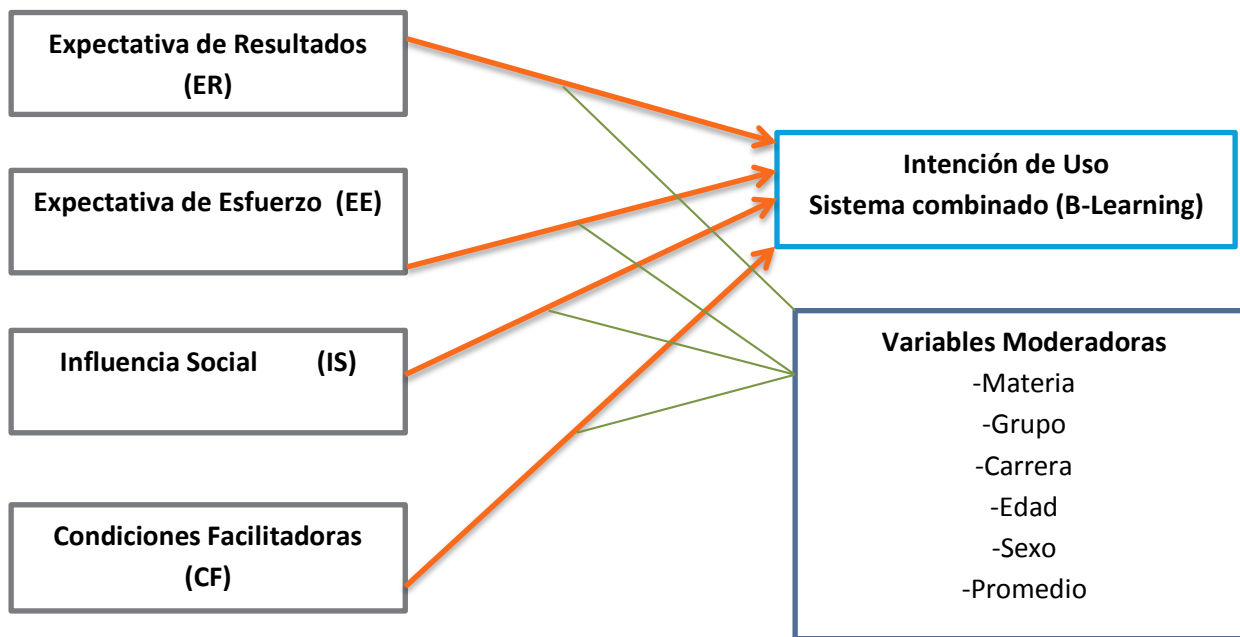 Expectativa de Resultados
(ER)
Expectativa de Esfuerzo (EE)
Influencia Social (IS)
Condiciones Facilitadoras
(CF)
Intención de Uso
Sistema combinado (B-Learning)
Variables Moderadoras
-Materia
-Grupo
-Carrera
-Edad
-Sexo
-Promedio